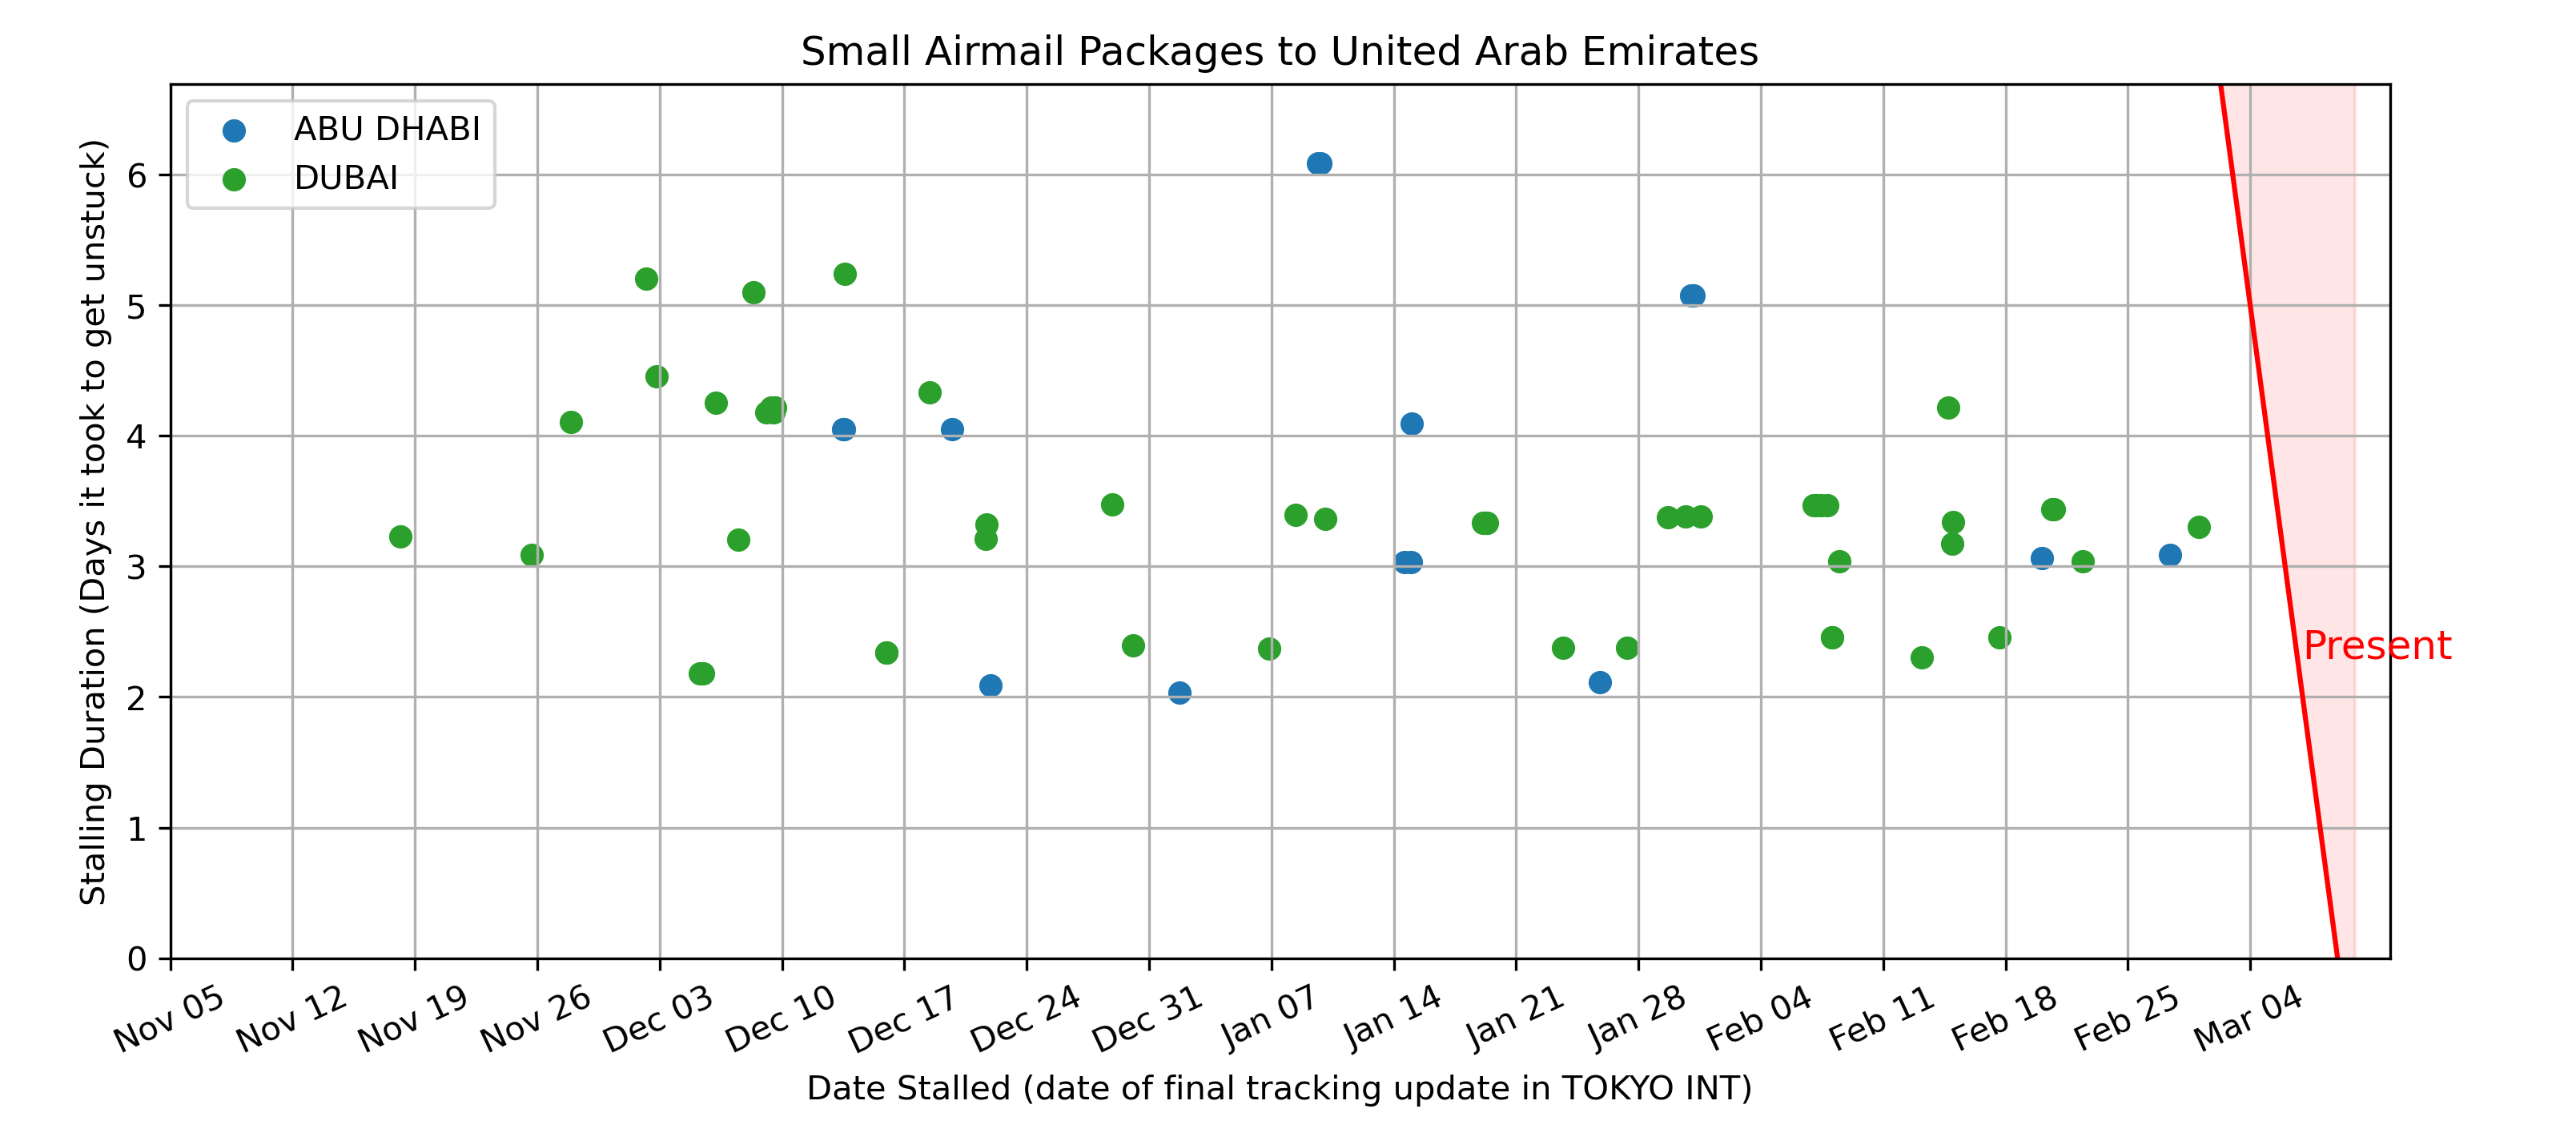 Small Airmail Packages to United Arab Emirates
ABU DHABI
DUBAI
Stalling Duration (Days it took to get unstuck)
6
5
4
3
2
1
0
Present
Nov 05
Nov 12
Nov 19
Nov 26
Dec 03
Dec 10
Dec 17
Dec 24
Dec 31
Jan 07
Jan 14
Jan 21
Jan 28
Feb 04
Feb 11
Feb 18
Feb 25
Mar 04
Date Stalled (date of final tracking update in TOKYO INT)